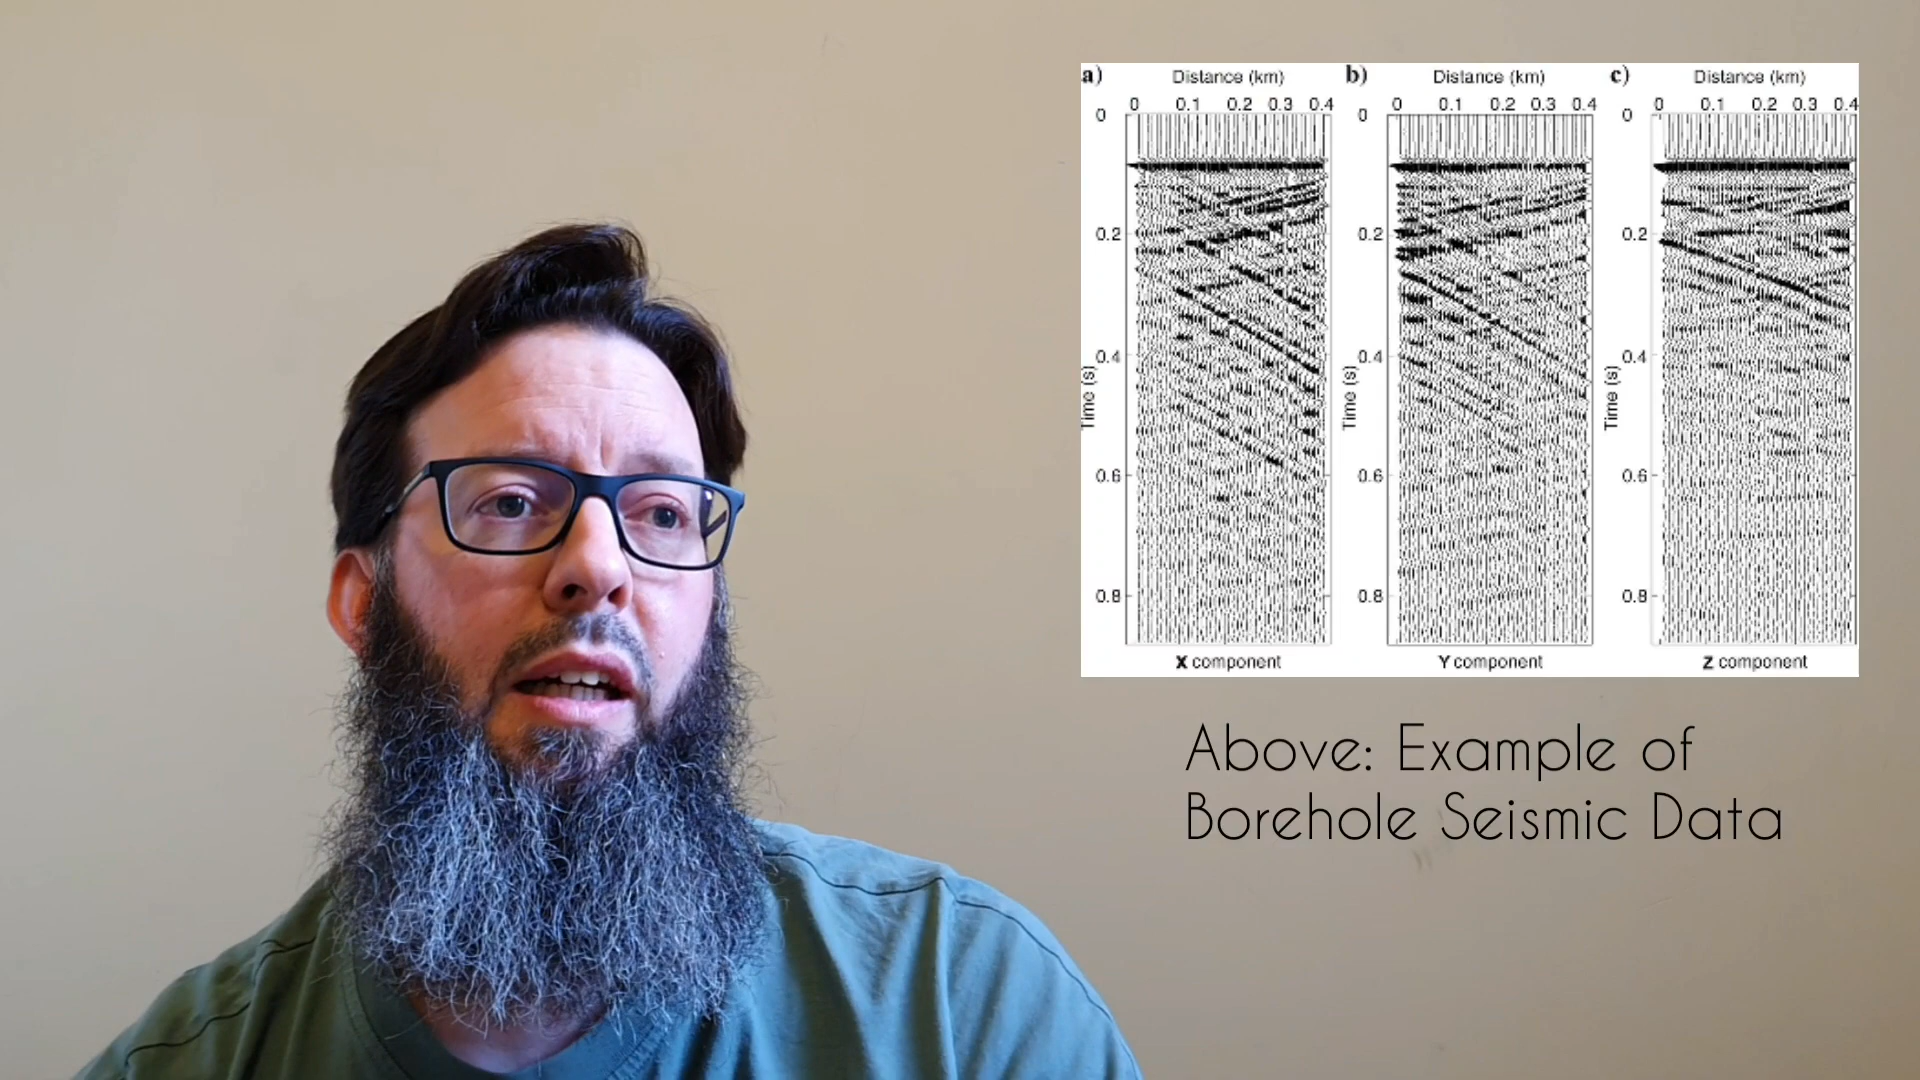 a) Distance (km) b) Distance (km) c) Distance (km)
0 0.1 0.2 0.3 0.4 0 0.1 0.2 0.3 0.4 0 0.1 0.2 0.3 0.4
0 0 0
0.2 0.2 0.2
0.4 0.4 0.4
Time (s) Time (s) Time (s)
0.6 0.6 0.6
0.8 0.8 0.8
X component Y component Z component
Above: Example of
Borehole Seismic Data